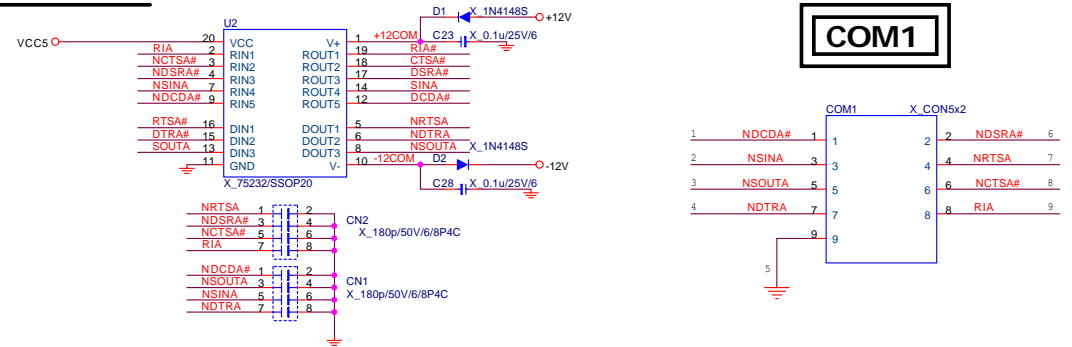 D1 X_1N4148S
+12V
U2
VCC5 20 VCC V+ 1 +12COM C23 X_0.1u/25V/6
RIA 2 RIN1 ROUT1 19 RIA#
NCTSA# 3 RIN2 ROUT2 18 CTSA#
NDSRA# 4 RIN3 ROUT3 17 DSRA#
NSINA 7 RIN4 ROUT4 14 SINA
NDCDA# 9 RIN5 ROUT5 12 DCDA#
RTSA# 16 DIN1 DOUT1 5 NRTSA
DTRA# 15 DIN2 DOUT2 6 NDTRA
SOUTA 13 DIN3 DOUT3 8 NSOUTA X_1N4148S
11 GND V- 10 -12COM D2 -12V
X_75232/SSOP20
C28 X_0.1u/25V/6
NRTSA 1 2
NDSRA# 3 4 CN2
NCTSA# 5 6 X_180p/50V/6/8P4C
RIA 7 8
NDCDA# 1 2
NSOUTA 3 4 CN1
NSINA 5 6 X_180p/50V/6/8P4C
NDTRA 7 8
COM1
COM1 X_CON5x2
1 NDCDA# 1 1 2 2 NDSRA# 6
2 NSINA 3 3 4 4 NRTSA 7
3 NSOUTA 5 5 6 6 NCTSA# 8
4 NDTRA 7 7 8 8 RIA 9
9 9
5